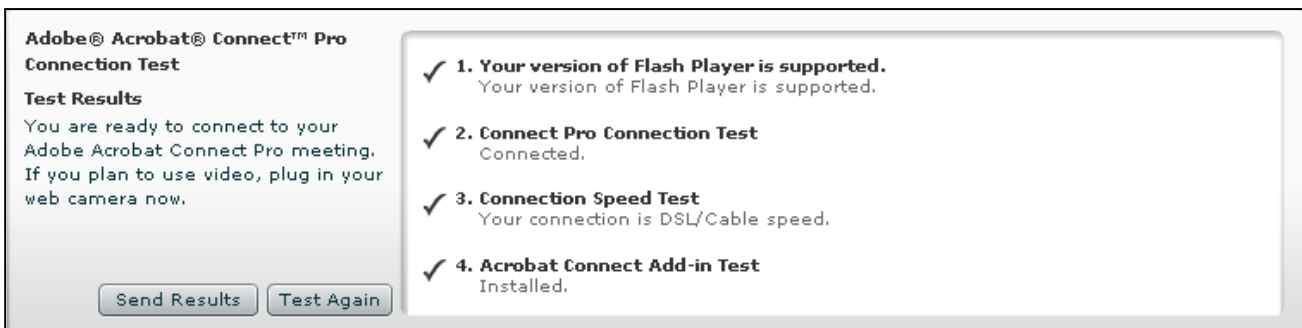 Adobe® Acrobat® Connect™ Pro
Connection Test
Test Results
You are ready to connect to your
Adobe Acrobat Connect Pro meeting.
If you plan to use video, plug in your
web camera now.
Send Results
Test Again
1. Your version of Flash Player is supported.
Your version of Flash Player is supported.
2. Connect Pro Connection Test
Connected.
3. Connection Speed Test
Your connection is DSL/Cable speed.
4. Acrobat Connect Add-in Test
Installed.